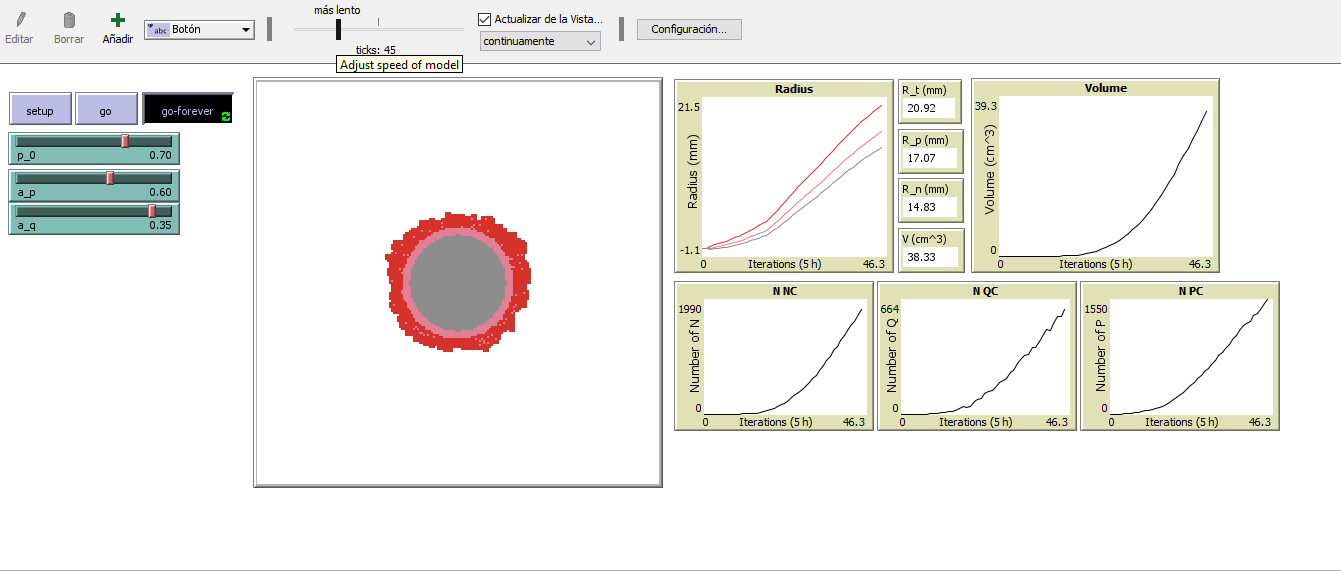 más lento
Editar
Borrar
Añadir
abc Botón
ticks: 45
Actualizar de la Vista...
continuamente
Configuración...
Adjust speed of model
setup
go
go-forever
p_0
0.70
a_p
0.60
a_q
0.35
Radius
21.5
Radius (mm)
-1.1
0
Iterations (5 h)
46.3
R_t (mm)
20.92
R_p (mm)
17.07
R_n (mm)
14.83
V (cm^3)
38.33
Volume
39.3
Volume (cm^3)
0
0
Iterations (5 h)
46.3
N NC
1990
Number of N
0
0
Iterations (5 h)
46.3
N QC
664
Number of Q
0
0
Iterations (5 h)
46.3
N PC
1550
Number of P
0
0
Iterations (5 h)
46.3